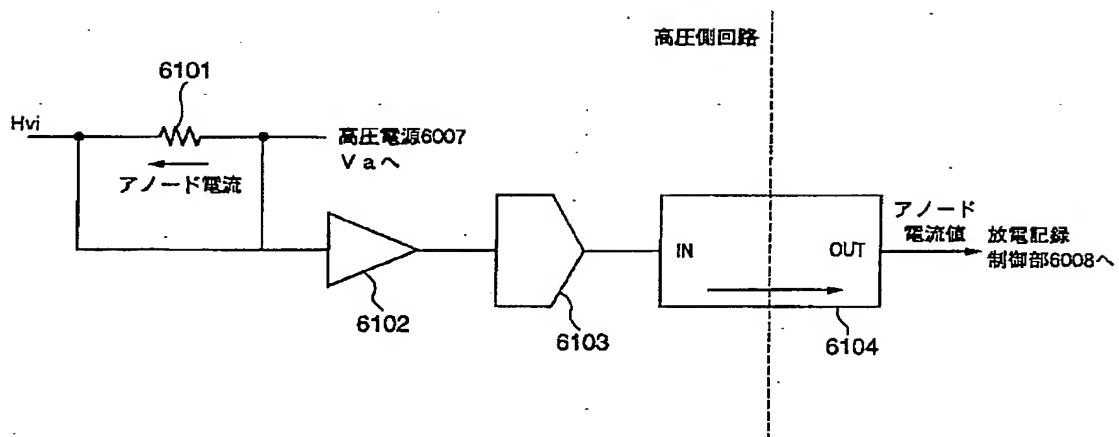 高圧側回路
6101
Hvi
高圧電源6007
Vaへ
アノード電流
アノード
電流値
放電記録
制御部6008へ
IN
OUT
6102
6103
6104